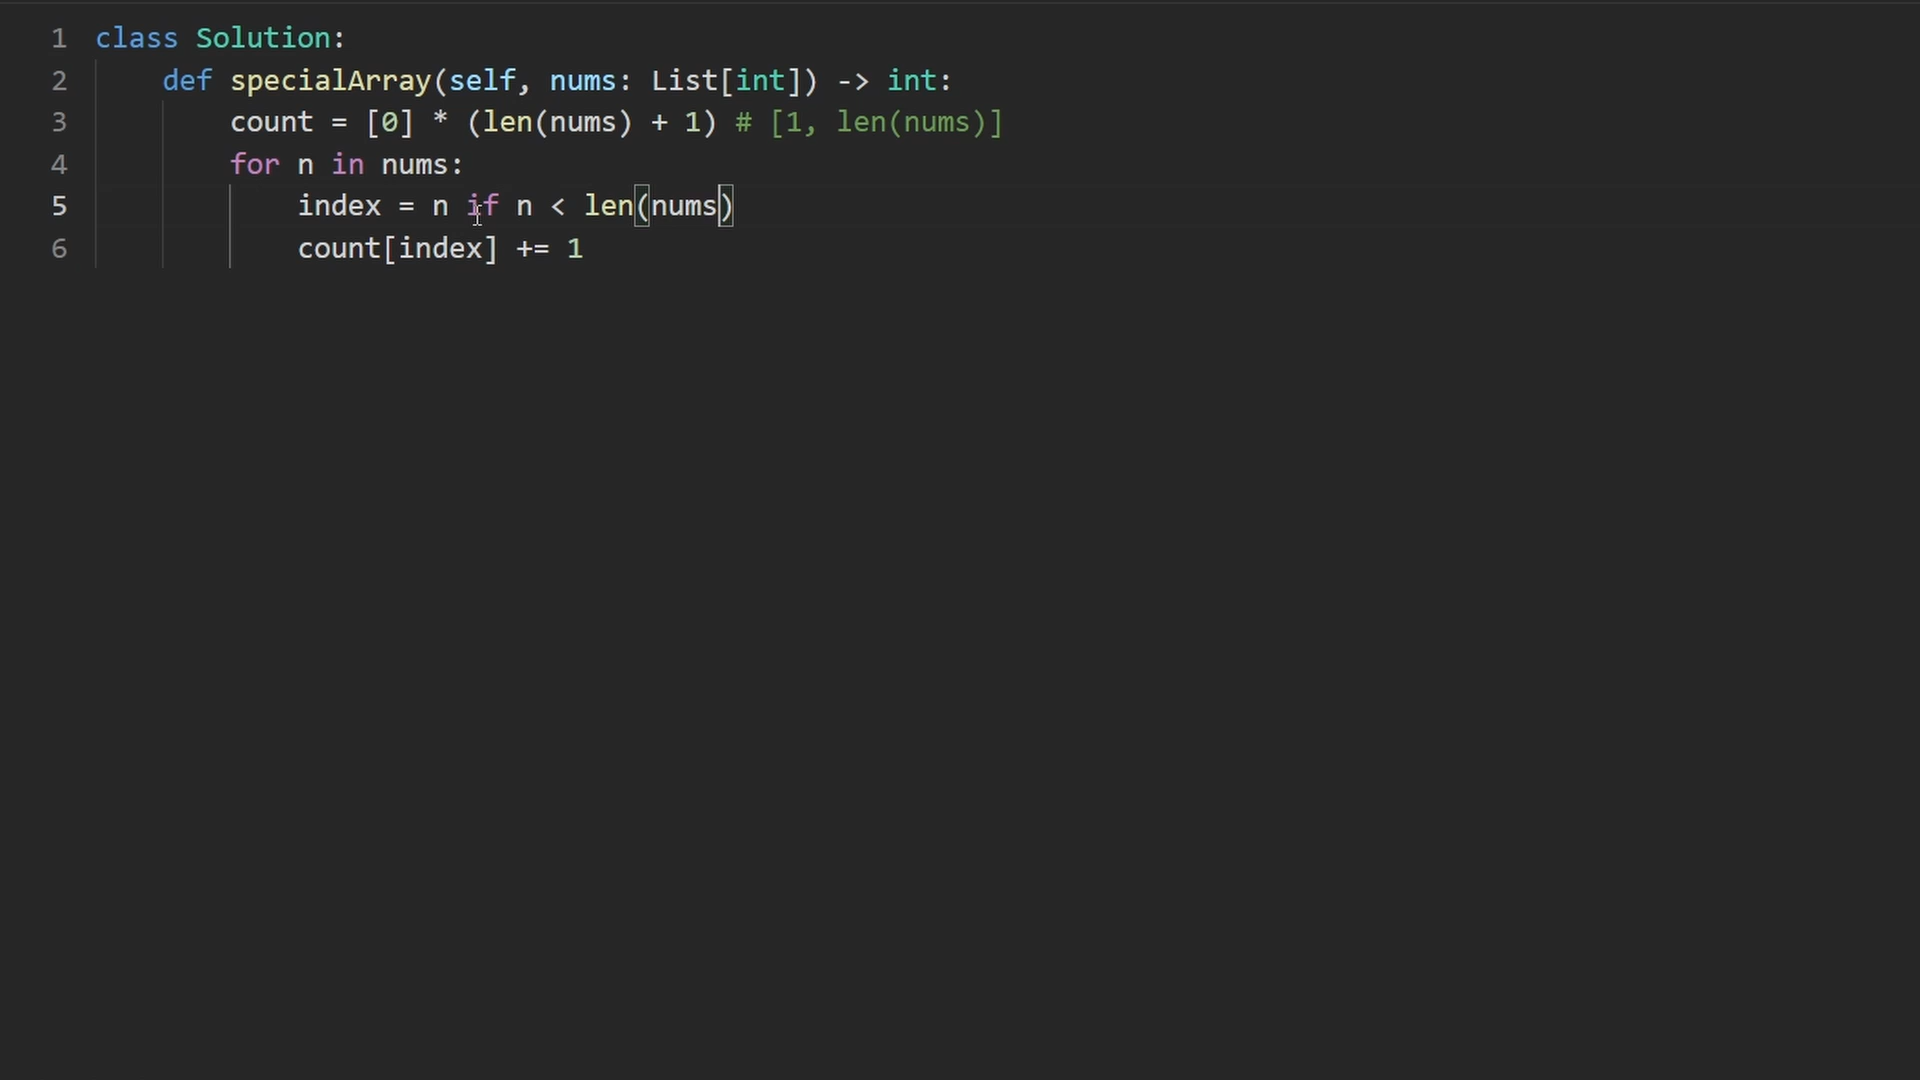 1 class Solution:
2 def specialArray(self, nums: List[int]) -> int:
3 count = [0] * (len(nums) + 1) # [1, len(nums)]
4 for n in nums:
5 index = n if n < len(nums)
6 count[index] += 1